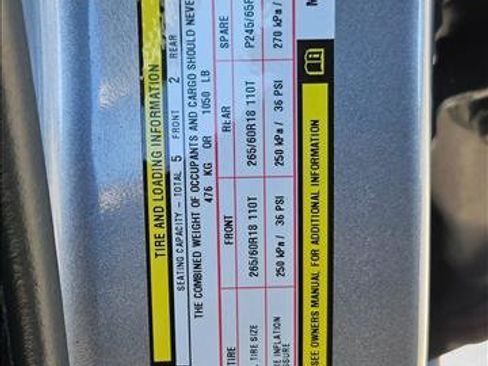 TIRE AND LOADING INFORMATION
SEATING CAPACITY - TOTAL 5 FRONT 2 REAR
THE COMBINED WEIGHT OF OCCUPANTS AND CARGO SHOULD NEVER
476 KG OR 1050 LB
TIRE FRONT REAR SPARE
TIRE SIZE 265/60R18 110T 265/60R18 110T P245/65R
250 kPa / 36 PSI 250 kPa / 36 PSI 270 kPa /
SEE OWNERS MANUAL FOR ADDITIONAL INFORMATION